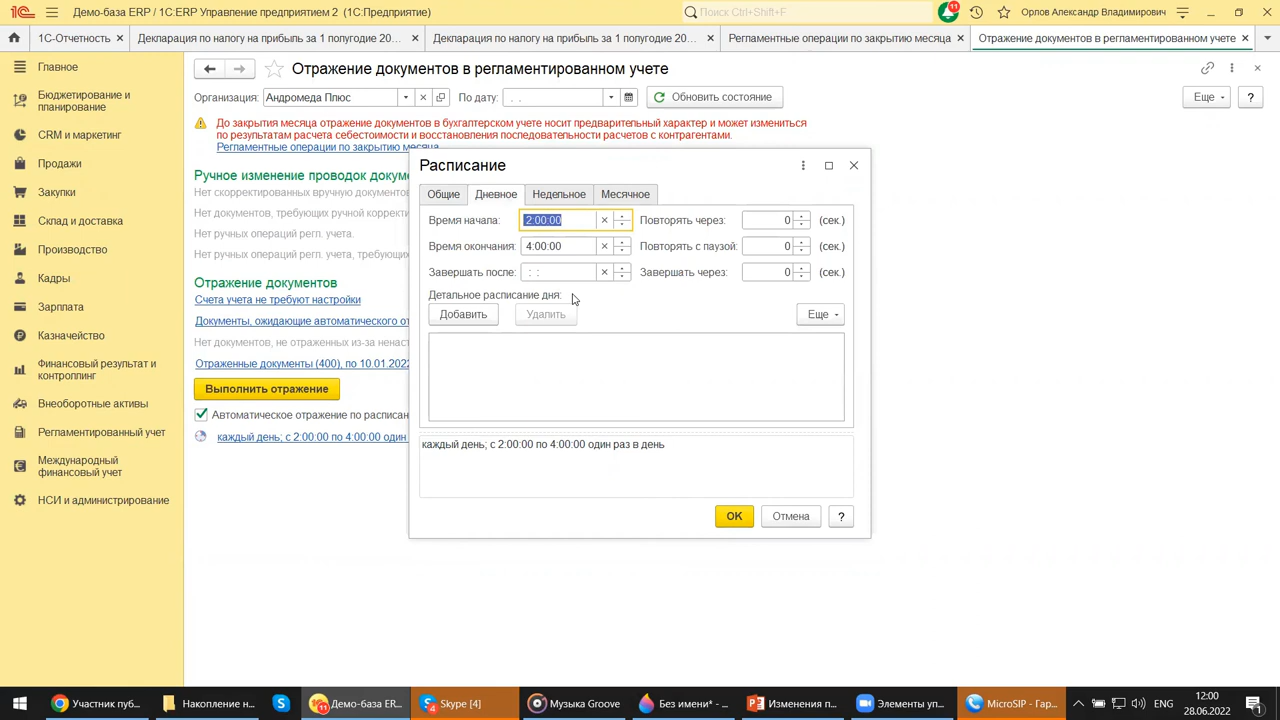 Демо-база ERP / 1С:ERP Управление предприятием 2 (1С:Предприятие)
Поиск Ctrl+Shift+F
11
Орлов Александр Владимирович
1С-Отчетность
Декларация по налогу на прибыль за 1 полугодие 20...
Декларация по налогу на прибыль за 1 полугодие 20...
Регламентные операции по закрытию месяца
Отражение документов в регламентированном учете
Главное
Бюджетирование и
планирование
CRM и маркетинг
Продажи
Закупки
Склад и доставка
Производство
Кадры
Зарплата
Казначейство
Финансовый результат и
контроллинг
Внеоборотные активы
Регламентированный учет
Международный
финансовый учет
НСИ и администрирование
Отражение документов в регламентированном учете
Организация: Андромеда Плюс
По дату: . .
Обновить состояние
Еще
?
До закрытия месяца отражение документов в бухгалтерском учете носит предварительный характер и может измениться
по результатам расчета себестоимости и восстановления последовательности расчетов с контрагентами.
Регламентные операции по закрытию месяца
Ручное изменение проводок докуме
Нет скорректированных вручную докумен
Нет документов, требующих ручной коррект
Нет ручных операций регл. учета.
Нет ручных операций регл. учета, требующ
Отражение документов
Счета учета не требуют настройки
Документы, ожидающие автоматического от
Нет документов, не отраженных из-за ненаст
Отраженные документы (400), по 10.01.2022
Выполнить отражение
Автоматическое отражение по расписан
каждый день; с 2:00:00 по 4:00:00 один
Расписание
Общие
Дневное
Недельное
Месячное
Время начала: 2:00:00
Повторять через: 0 (сек.)
Время окончания: 4:00:00
Повторять с паузой: 0 (сек.)
Завершать после: : :
Завершать через: 0 (сек.)
Детальное расписание дня:
Добавить
Удалить
Еще
каждый день; с 2:00:00 по 4:00:00 один раз в день
OK
Отмена
?
Участник пуб...
Накопление н...
11
Демо-база ER...
4
Skype [4]
Музыка Groove
Без имени* - ...
Изменения п...
Элементы уп...
MicroSIP - Гар...
ENG
12:00
28.06.2022
1